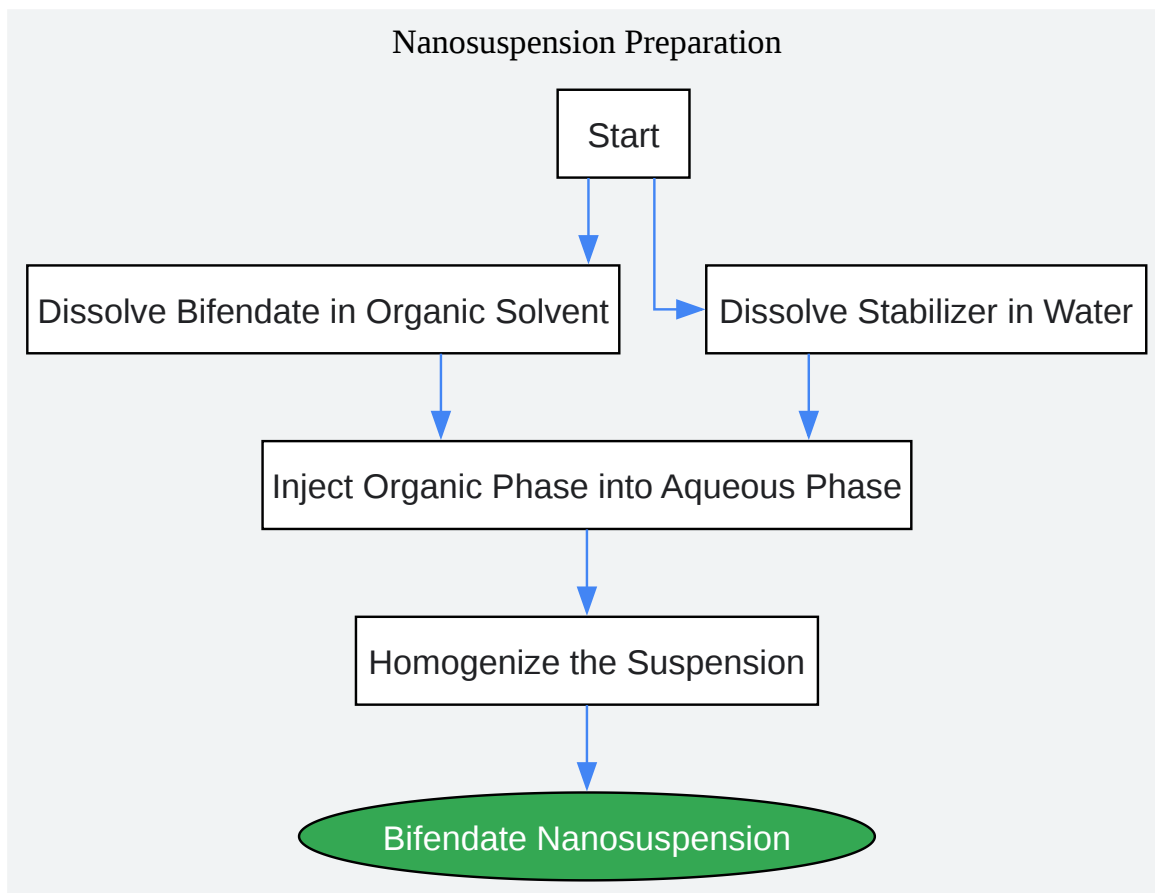 Nanosuspension Preparation
Start
Dissolve Bifendate in Organic Solvent
Dissolve Stabilizer in Water
Inject Organic Phase into Aqueous Phase
Homogenize the Suspension
Bifendate Nanosuspension